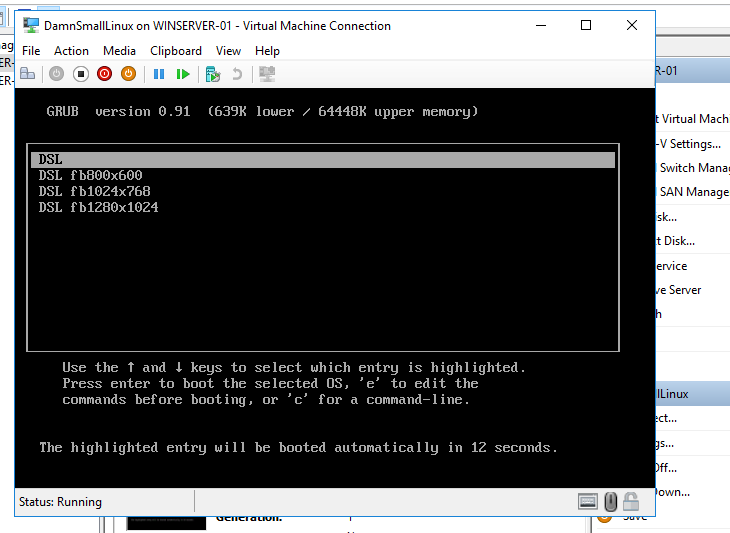 DamnSmallLinux on WINSERVER-01 - Virtual Machine Connection
File Action Media Clipboard View Help
GRUB version 0.91 (639K lower / 64448K upper memory)
DSL
DSL fb800x600
DSL fb1024x768
DSL fb1280x1024
Use the ↑ and ↓ keys to select which entry is highlighted.
Press enter to boot the selected OS, 'e' to edit the
commands before booting, or 'c' for a command-line.
The highlighted entry will be booted automatically in 12 seconds.
Status: Running
ER-01
t Virtual Mach
-V Settings...
Switch Mana
SAN Manage
isk...
t Disk...
ervice
ve Server
h
llLinux
ect...
gs...
Off...
Down...
Save
Generation: